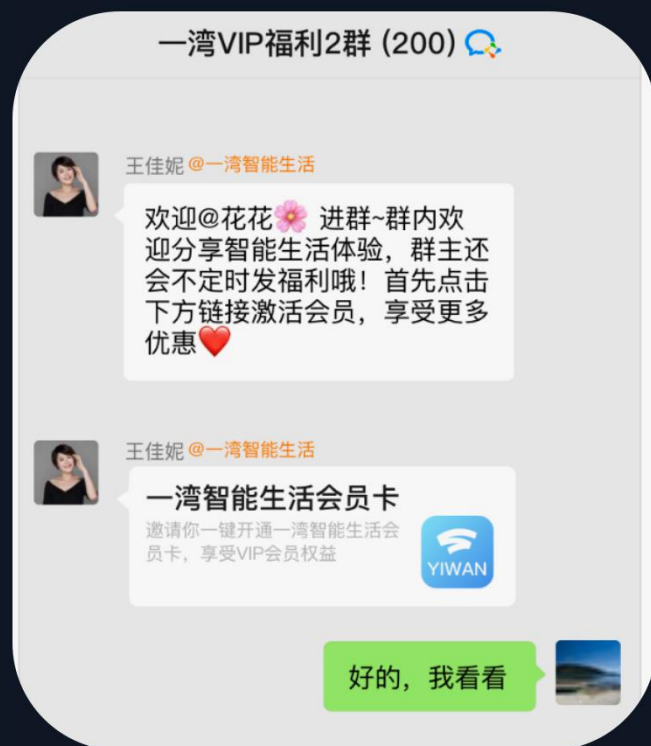 一湾VIP福利2群 (200)
王佳妮 @一湾智能生活
欢迎@花花🌸 进群~群内欢
迎分享智能生活体验，群主还
会不定时发福利哦！首先点击
下方链接激活会员，享受更多
优惠❤️
王佳妮 @一湾智能生活
一湾智能生活会员卡
邀请你一键开通一湾智能生活会
员卡，享受VIP会员权益
YIWAN
好的，我看看